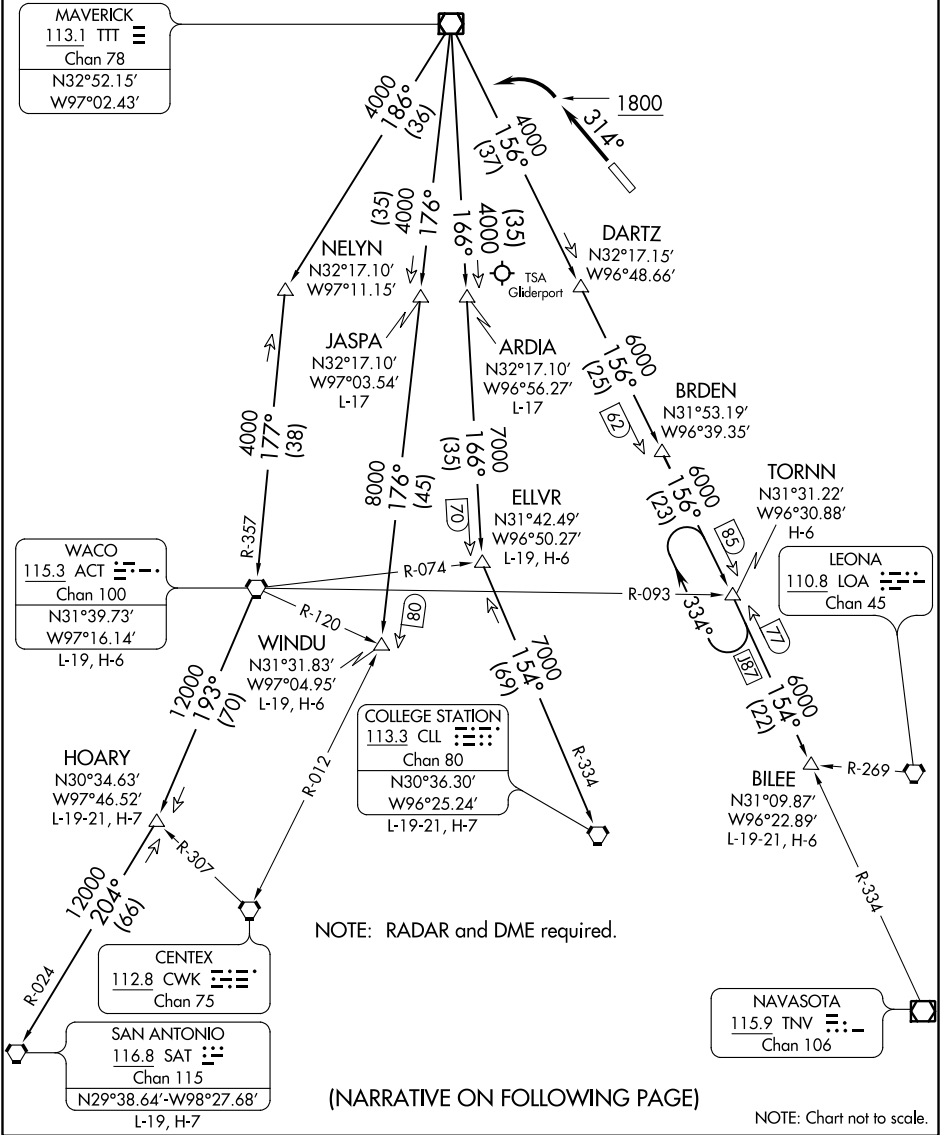 MAVERICK
113.1 TTT
Chan 78
N32°52.15'
W97°02.43'
1800
314°
4000
186°
(36)
(35)
4000
176°
166°
4000
(35)
4000
156°
(37)
NELYN
N32°17.10'
W97°11.15'
JASPA
N32°17.10'
W97°03.54'
L-17
TSA
Gliderport
ARDIA
N32°17.10'
W96°56.27'
L-17
DARTZ
N32°17.15'
W96°48.66'
6000
156°
(25)
62
BRDEN
N31°53.19'
W96°39.35'
4000
177°
(38)
R-357
8000
176°
(45)
7000
166°
(35)
70
ELLVR
N31°42.49'
W96°50.27'
L-19, H-6
6000
156°
(23)
85
TORNN
N31°31.22'
W96°30.88'
H-6
WACO
115.3 ACT
Chan 100
N31°39.73'
W97°16.14'
L-19, H-6
R-074
R-093
R-120
80
WINDU
N31°31.83'
W97°04.95'
L-19, H-6
334°
77
J87
LEONA
110.8 LOA
Chan 45
12000
193°
(70)
7000
154°
(69)
R-334
6000
154°
(22)
R-269
BILEE
N31°09.87'
W96°22.89'
L-19-21, H-6
COLLEGE STATION
113.3 CLL
Chan 80
N30°36.30'
W96°25.24'
L-19-21, H-7
HOARY
N30°34.63'
W97°46.52'
L-19-21, H-7
R-012
R-307
R-334
12000
204°
(66)
R-024
NOTE: RADAR and DME required.
CENTEX
112.8 CWK
Chan 75
NAVASOTA
115.9 TNV
Chan 106
SAN ANTONIO
116.8 SAT
Chan 115
N29°38.64'-W98°27.68'
L-19, H-7
(NARRATIVE ON FOLLOWING PAGE)
NOTE: Chart not to scale.